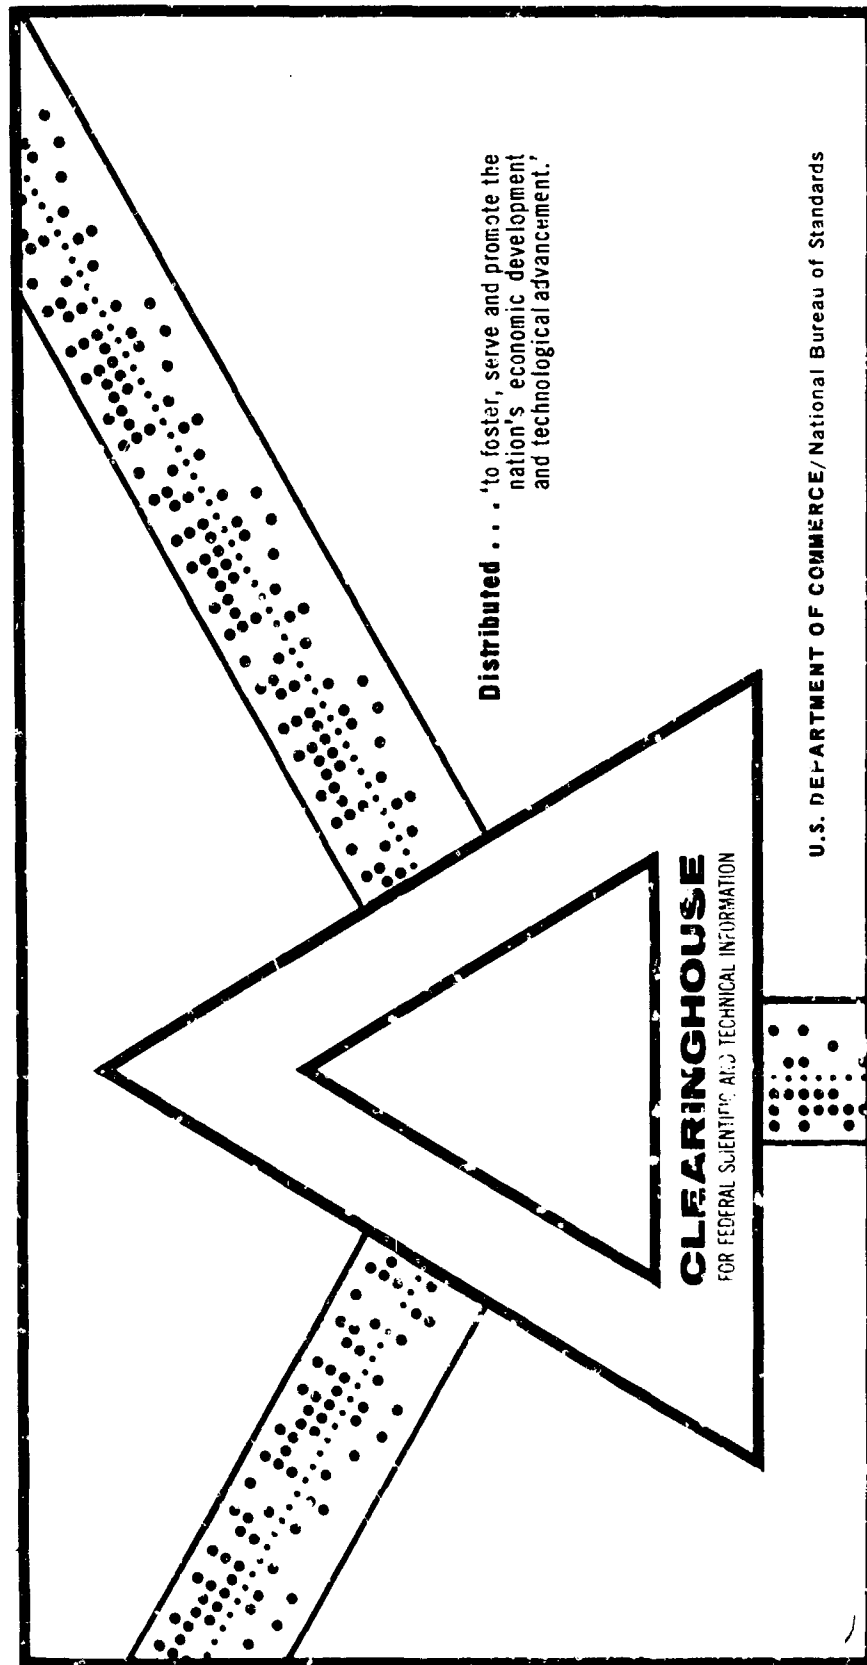 Distributed . . . 'to foster, serve and promote the
nation's economic development
and technological advancement.'
CLEARINGHOUSE
FOR FEDERAL SCIENTIFIC AND TECHNICAL INFORMATION
U.S. DEPARTMENT OF COMMERCE/National Bureau of Standards